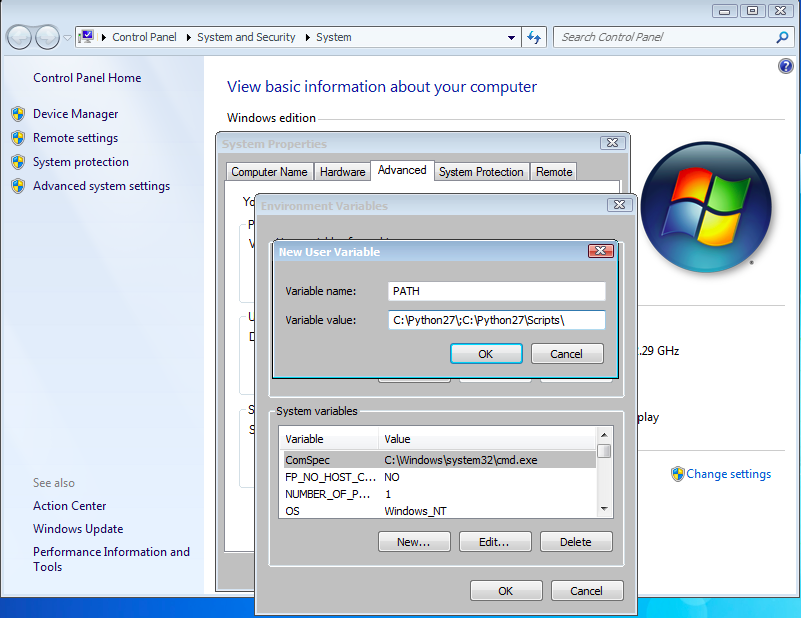 Control Panel
System and Security
System
Search Control Panel
Control Panel Home
Device Manager
Remote settings
System protection
Advanced system settings
See also
Action Center
Windows Update
Performance Information and
Tools
View basic information about your computer
Windows edition
System Properties
Computer Name
Hardware
Advanced
System Protection
Remote
Environment Variables
New User Variable
Variable name:
PATH
Variable value:
C:\Python27\;C:\Python27\Scripts\
OK
Cancel
System variables
Variable Value
ComSpec C:\Windows\system32\cmd.exe
FP_NO_HOST_C... NO
NUMBER_OF_P... 1
OS Windows_NT
New...
Edit...
Delete
OK
Cancel
.29 GHz
play
Change settings